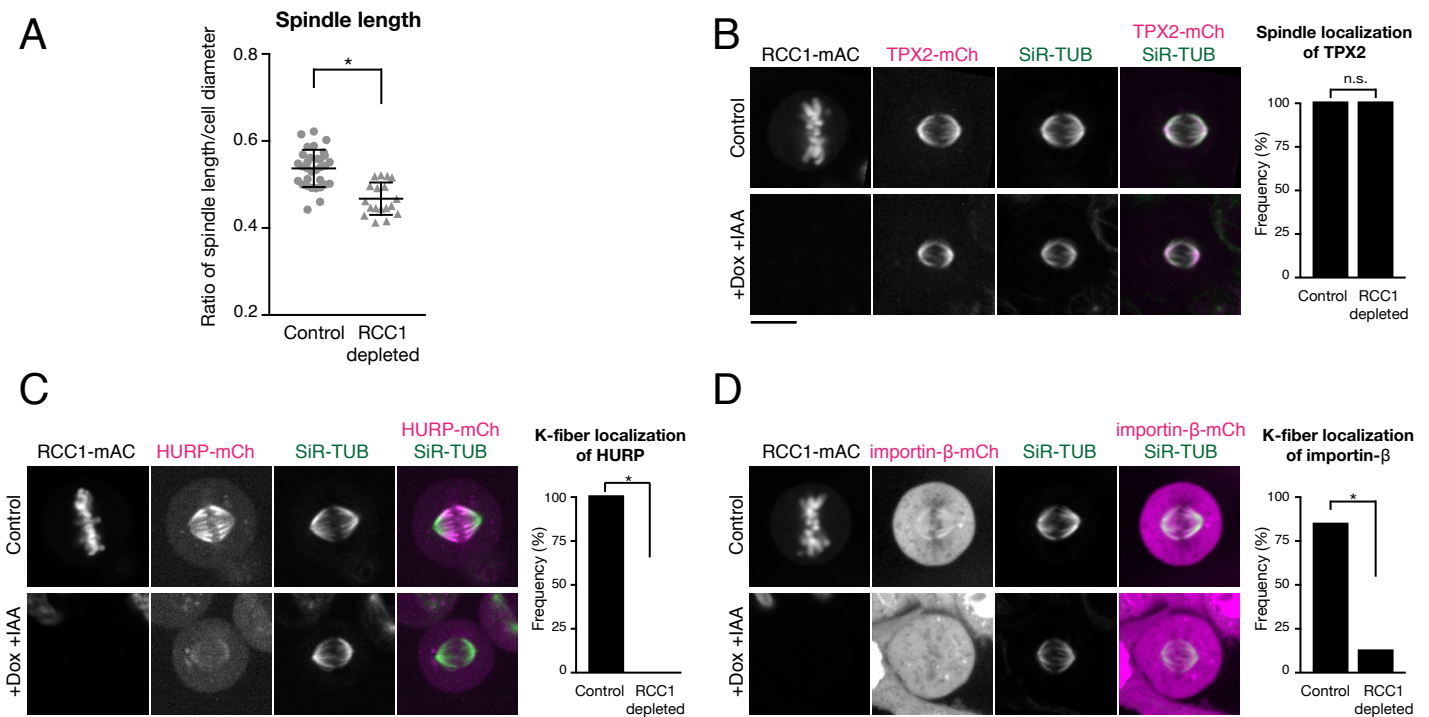 A
Spindle length
Ratio of spindle length/cell diameter
0.8
0.6
0.4
0.2
*
Control
RCC1
depleted
B
RCC1-mAC
TPX2-mCh
SiR-TUB
TPX2-mCh
SiR-TUB
Control
+Dox +IAA
Spindle localization
of TPX2
n.s.
Frequency (%)
100
75
50
25
0
Control
RCC1
depleted
C
RCC1-mAC
HURP-mCh
SiR-TUB
HURP-mCh
SiR-TUB
Control
+Dox +IAA
K-fiber localization
of HURP
*
Frequency (%)
100
75
50
25
0
Control
RCC1
depleted
D
RCC1-mAC
importin-β-mCh
SiR-TUB
importin-β-mCh
SiR-TUB
Control
+Dox +IAA
K-fiber localization
of importin-β
*
Frequency (%)
100
75
50
25
0
Control
RCC1
depleted